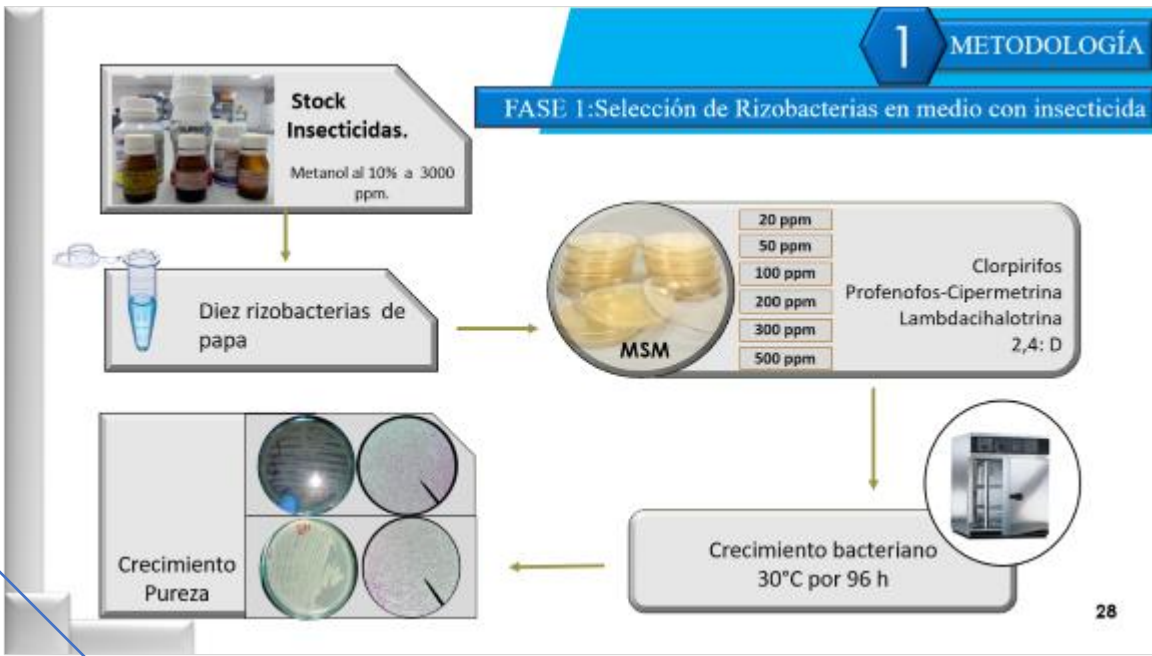 1
METODOLOGÍA
FASE 1:Selección de Rizobacterias en medio con insecticida
Stock
Insecticidas.
Metanol al 10% a 3000
ppm.
Diez rizobacterias de
papa
MSM
20 ppm
50 ppm
100 ppm
200 ppm
300 ppm
500 ppm
Clorpirifos
Profenofos-Cipermetrina
Lambdacihalotrina
2,4: D
Crecimiento bacteriano
30°C por 96 h
Crecimiento
Pureza
28